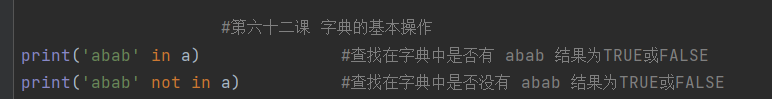 #第六十二课 字典的基本操作
print('abab' in a) #查找在字典中是否有 abab 结果为TRUE或FALSE
print('abab' not in a) #查找在字典中是否没有 abab 结果为TRUE或FALSE